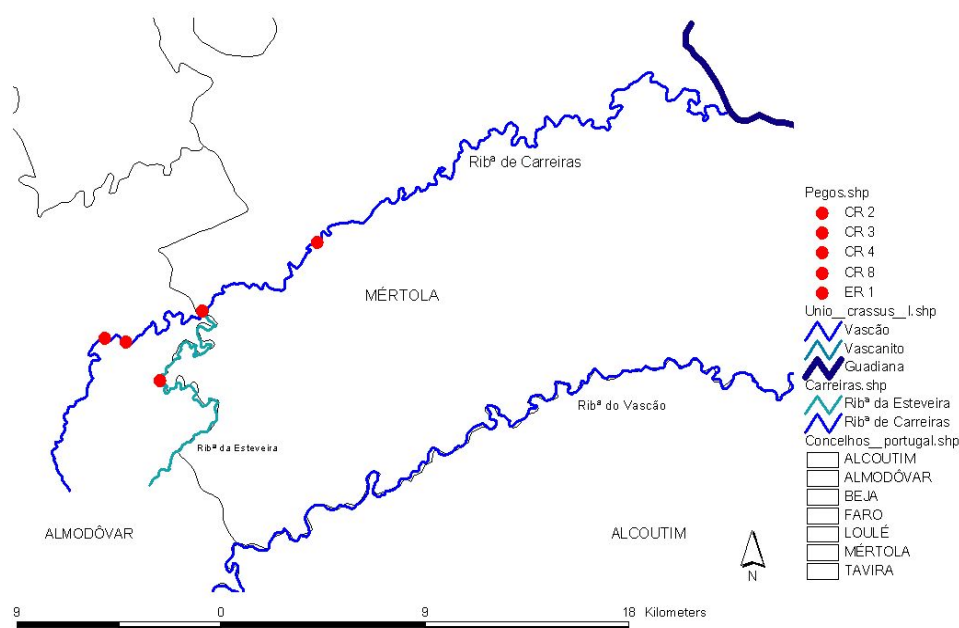 Ribª de Carreiras
MÉRTOLA
Ribª do Vascão
Ribª da Esteveira
ALMODÔVAR
ALCOUTIM
N
Pegos.shp
CR 2
CR 3
CR 4
CR 8
ER 1
Unio__crassus__l.shp
Vascão
Vascanito
Guadiana
Carreiras.shp
Ribª da Esteveira
Ribª de Carreiras
Concelhos__portugal.shp
ALCOUTIM
ALMODÔVAR
BEJA
FARO
LOULÉ
MÉRTOLA
TAVIRA
9 0 9 18 Kilometers